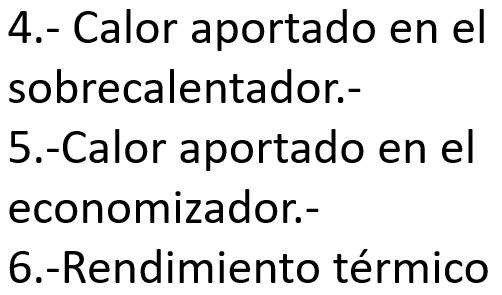 4.- Calor aportado en el
sobrecalentador.-
5.-Calor aportado en el
economizador.-
6.-Rendimiento térmico